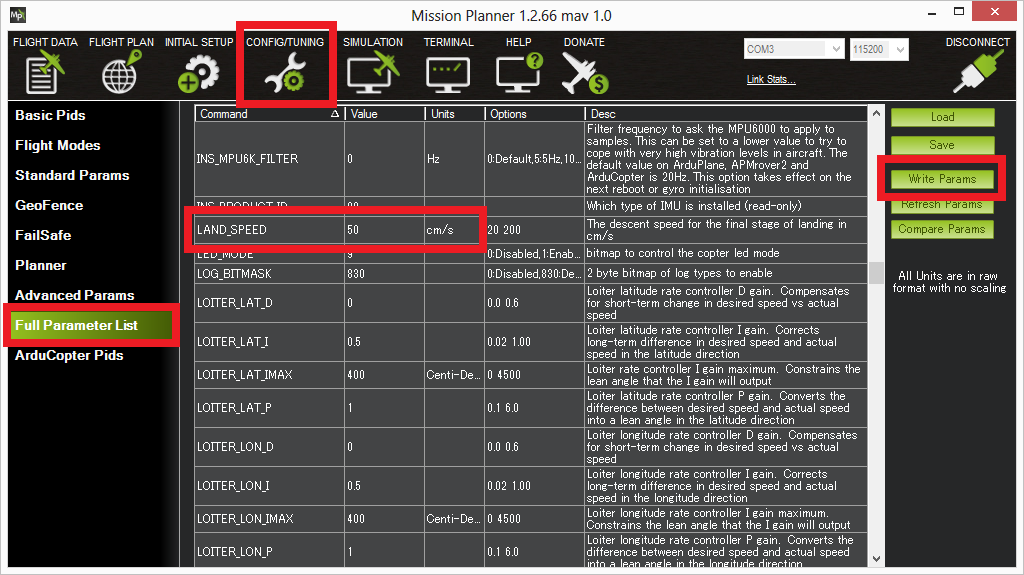 Mp
Mission Planner 1.2.66 mav 1.0
FLIGHT DATA FLIGHT PLAN INITIAL SETUP CONFIG/TUNING SIMULATION TERMINAL HELP DONATE
COM3 115200 DISCONNECT
Link Stats...
Basic Pids
Flight Modes
Standard Params
GeoFence
FailSafe
Planner
Advanced Params
Full Parameter List
ArduCopter Pids
Command Value Units Options Desc
INS_MPU6K_FILTER 0 Hz 0:Default,5:5Hz,10... Filter frequency to ask the MPU6000 to apply to
samples. This can be set to a lower value to try to
cope with very high vibration levels in aircraft. The
default value on ArduPlane, APMrover2 and
ArduCopter is 20Hz. This option takes effect on the
next reboot or gyro initialisation
INS_PRODUCT_ID Which type of IMU is installed (read-only)
LAND_SPEED 50 cm/s 20 200 The descent speed for the final stage of landing in
cm/s
LED_MODE 9 0:Disabled,1:Enab... bitmap to control the copter led mode
LOG_BITMASK 830 0:Disabled,830:De... 2 byte bitmap of log types to enable
LOITER_LAT_D 0 0.0 0.6 Loiter latitude rate controller D gain. Compensates
for short-term change in desired speed vs actual
speed
LOITER_LAT_I 0.5 0.02 1.00 Loiter latitude rate controller I gain. Corrects
long-term difference in desired speed and actual
speed in the latitude direction
LOITER_LAT_IMAX 400 Centi-De... 0 4500 Loiter rate controller I gain maximum. Constrains the
lean angle that the I gain will output
LOITER_LAT_P 1 0.1 6.0 Loiter latitude rate controller P gain. Converts the
difference between desired speed and actual speed
into a lean angle in the latitude direction
LOITER_LON_D 0 0.0 0.6 Loiter longitude rate controller D gain. Compensates
for short-term change in desired speed vs actual
speed
LOITER_LON_I 0.5 0.02 1.00 Loiter longitude rate controller I gain. Corrects
long-term difference in desired speed and actual
speed in the longitude direction
LOITER_LON_IMAX 400 Centi-De... 0 4500 Loiter longitude rate controller I gain maximum.
Constrains the lean angle that the I gain will output
LOITER_LON_P 1 0.1 6.0 Loiter longitude rate controller P gain. Converts the
difference between desired speed and actual speed
into a lean angle in the longitude direction
Load
Save
Write Params
Refresh Params
Compare Params
All Units are in raw
format with no scaling